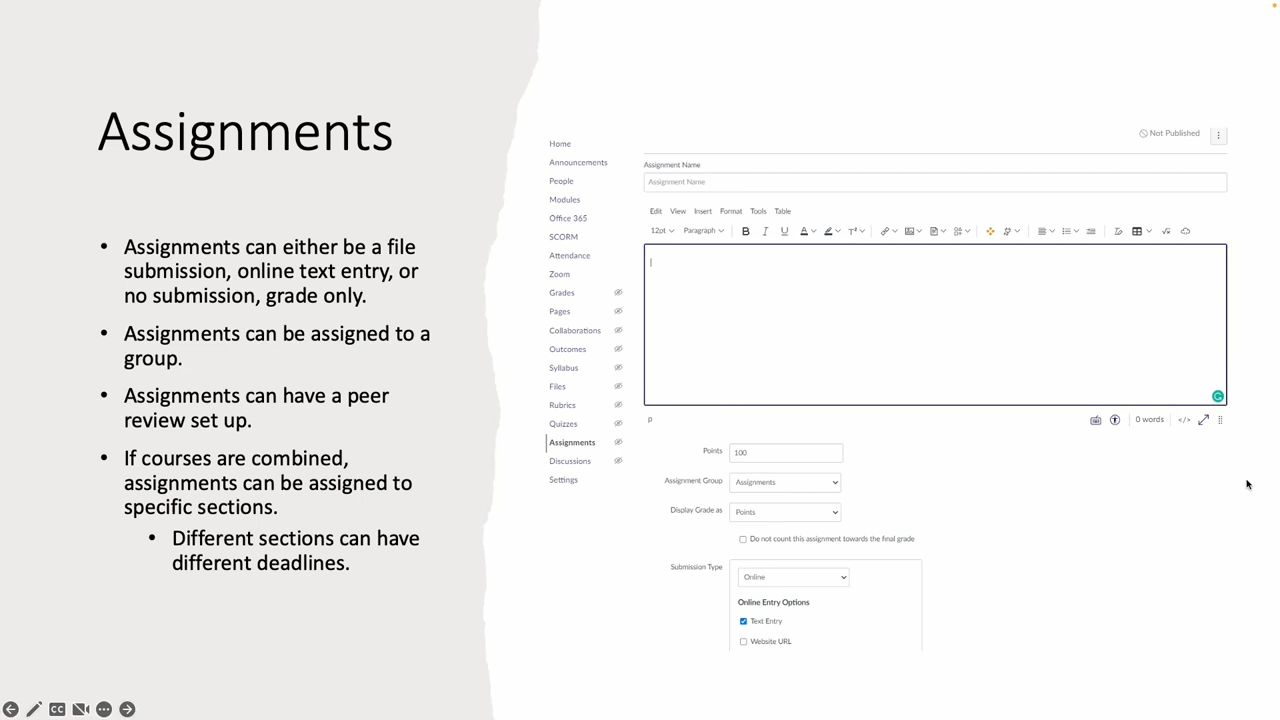 Assignments
• Assignments can either be a file
submission, online text entry, or
no submission, grade only.
• Assignments can be assigned to a
group.
• Assignments can have a peer
review set up.
• If courses are combined,
assignments can be assigned to
specific sections.
• Different sections can have
different deadlines.
Home
Announcements
People
Modules
Office 365
SCORM
Attendance
Zoom
Grades
Pages
Collaborations
Outcomes
Syllabus
Files
Rubrics
Quizzes
Assignments
Discussions
Settings
Not Published
Assignment Name
Assignment Name
Edit View Insert Format Tools Table
12pt Paragraph B I U A T²
p 0 words </>
Points 100
Assignment Group Assignments
Display Grade as Points
Do not count this assignment towards the final grade
Submission Type Online
Online Entry Options
Text Entry
Website URL
CC